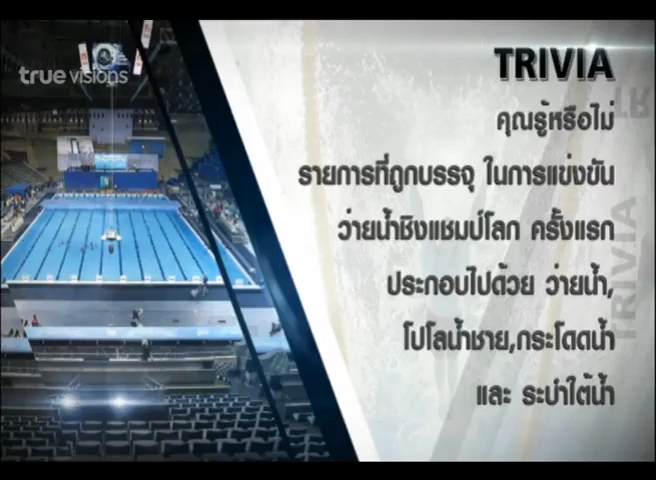 true visions
TRIVIA
คุณรู้หรือไม่
รายการที่ถูกบรรจุ ในการแข่งขัน
ว่ายน้ำชิงแชมป์โลก ครั้งแรก
ประกอบไปด้วย ว่ายน้ำ,
โปโลน้ำชาย,กระโดดน้ำ
และ ระบำใต้น้ำ
TRIVIA